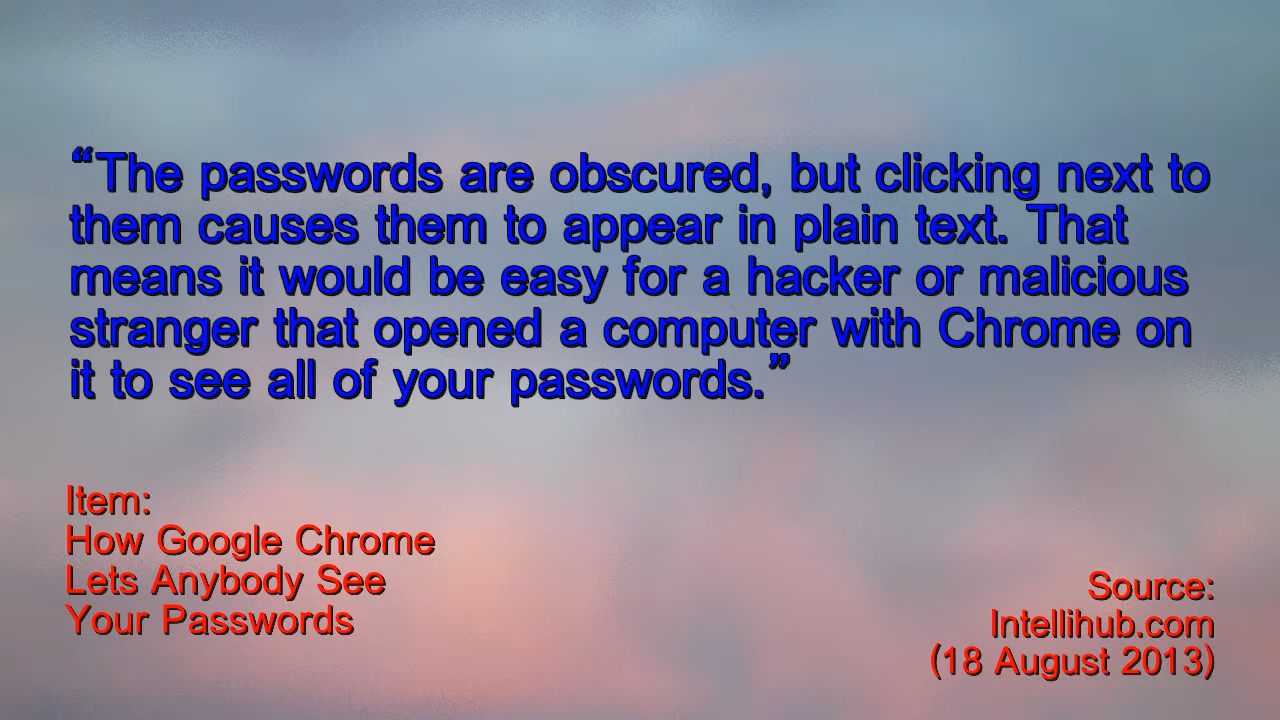 “The passwords are obscured, but clicking next to
them causes them to appear in plain text. That
means it would be easy for a hacker or malicious
stranger that opened a computer with Chrome on
it to see all of your passwords.”
Item:
How Google Chrome
Lets Anybody See
Your Passwords
Source:
Intellihub.com
(18 August 2013)